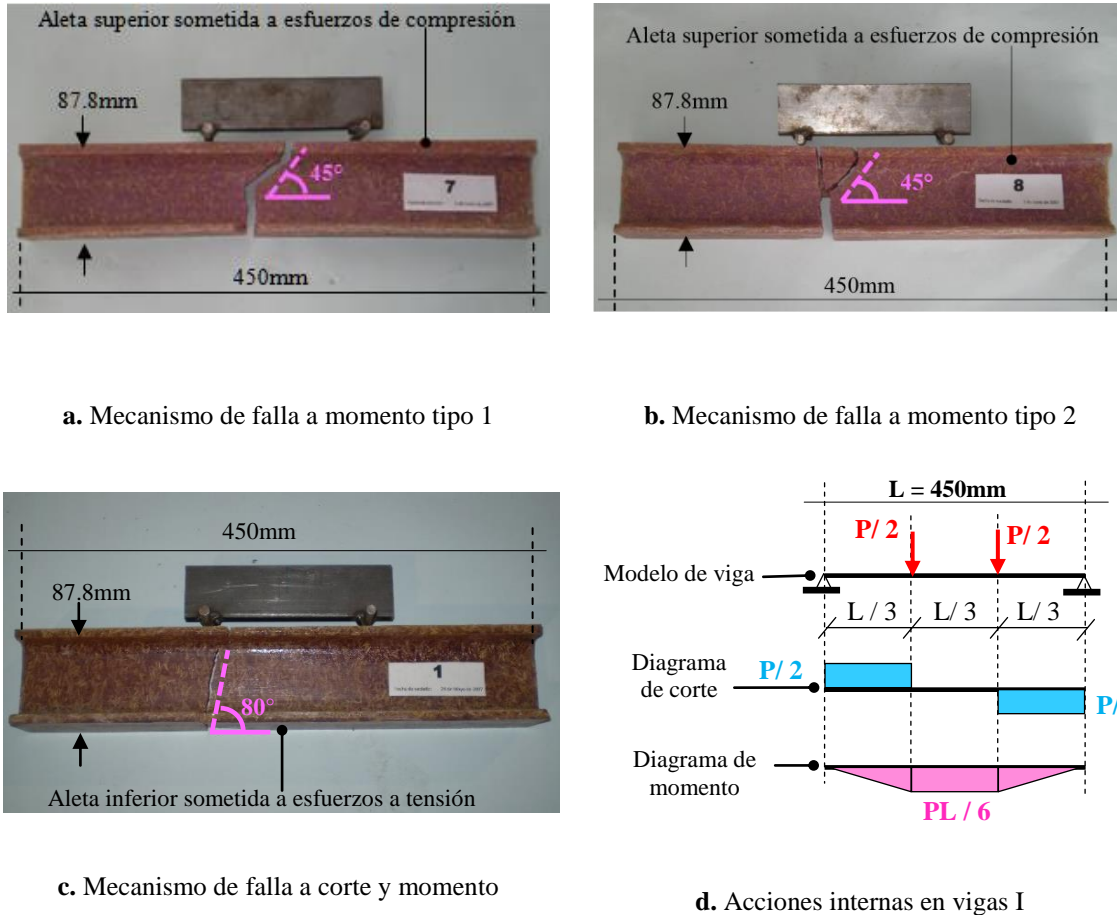 Aleta superior sometida a esfuerzos de compresión
87.8mm
45°
7
450mm
a. Mecanismo de falla a momento tipo 1
Aleta superior sometida a esfuerzos de compresión
87.8mm
45°
8
450mm
b. Mecanismo de falla a momento tipo 2
450mm
87.8mm
1
80°
Aleta inferior sometida a esfuerzos a tensión
c. Mecanismo de falla a corte y momento
L = 450mm
P/ 2
P/ 2
Modelo de viga
L / 3
L / 3
L/ 3
Diagrama
de corte
P/ 2
P/
Diagrama de
momento
PL / 6
d. Acciones internas en vigas I